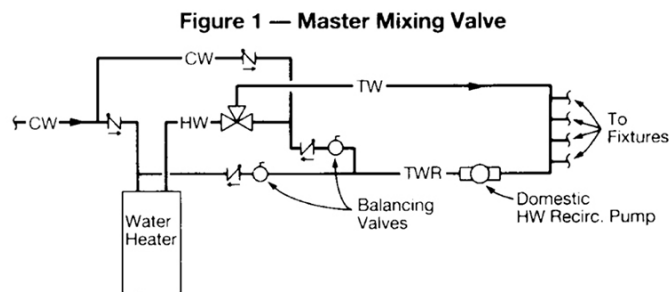 Figure 1 — Master Mixing Valve
CW
TW
CW
HW
To
Fixtures
TWR
Water
Heater
Balancing
Valves
Domestic
HW Recirc. Pump